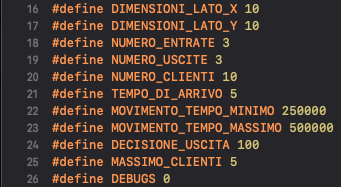 16 #define DIMENSIONI_LATO_X 10
17 #define DIMENSIONI_LATO_Y 10
18 #define NUMERO_ENTRATE 3
19 #define NUMERO_USCITE 3
20 #define NUMERO_CLIENTI 10
21 #define TEMPO_DI_ARRIVO 5
22 #define MOVIMENTO_TEMPO_MINIMO 250000
23 #define MOVIMENTO_TEMPO_MASSIMO 500000
24 #define DECISIONE_USCITA 100
25 #define MASSIMO_CLIENTI 5
26 #define DEBUGS 0